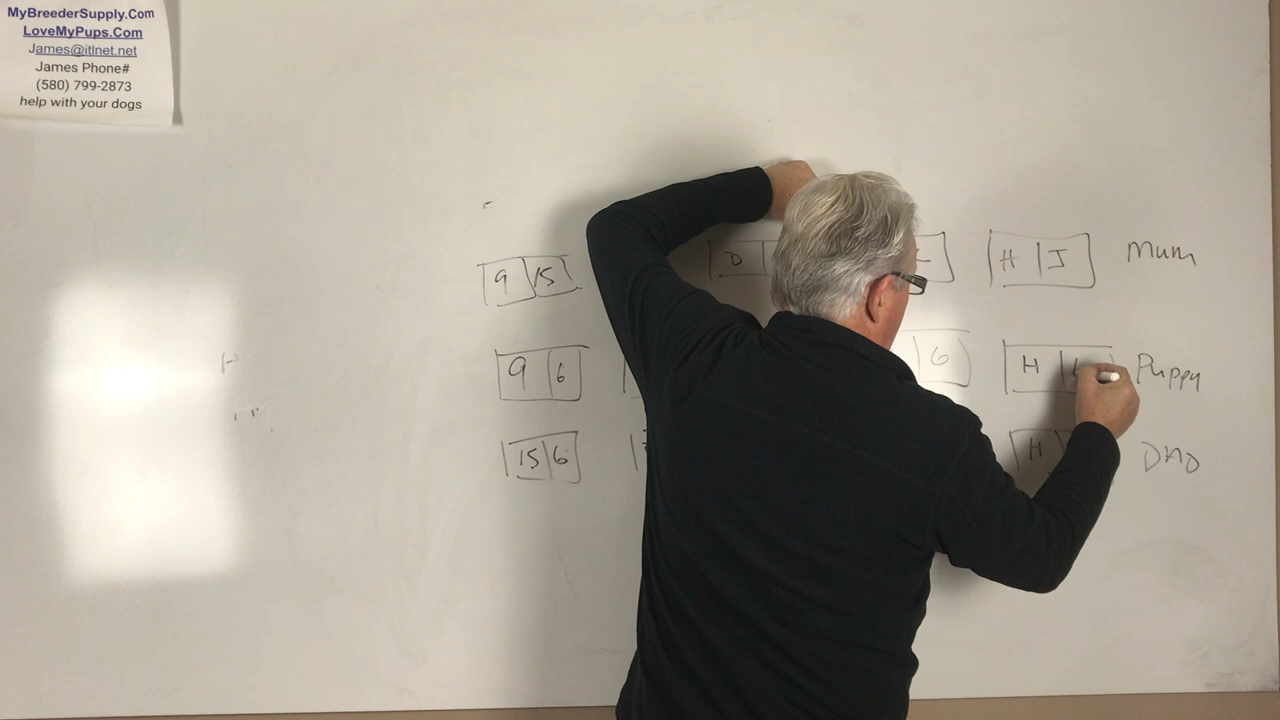 MyBreederSupply.Com
LoveMyPups.Com
James@itlnet.net
James Phone#
(580) 799-2873
help with your dogs
9 15 D H J Mum
9 6 6 H Puppy
15 6 H DAD